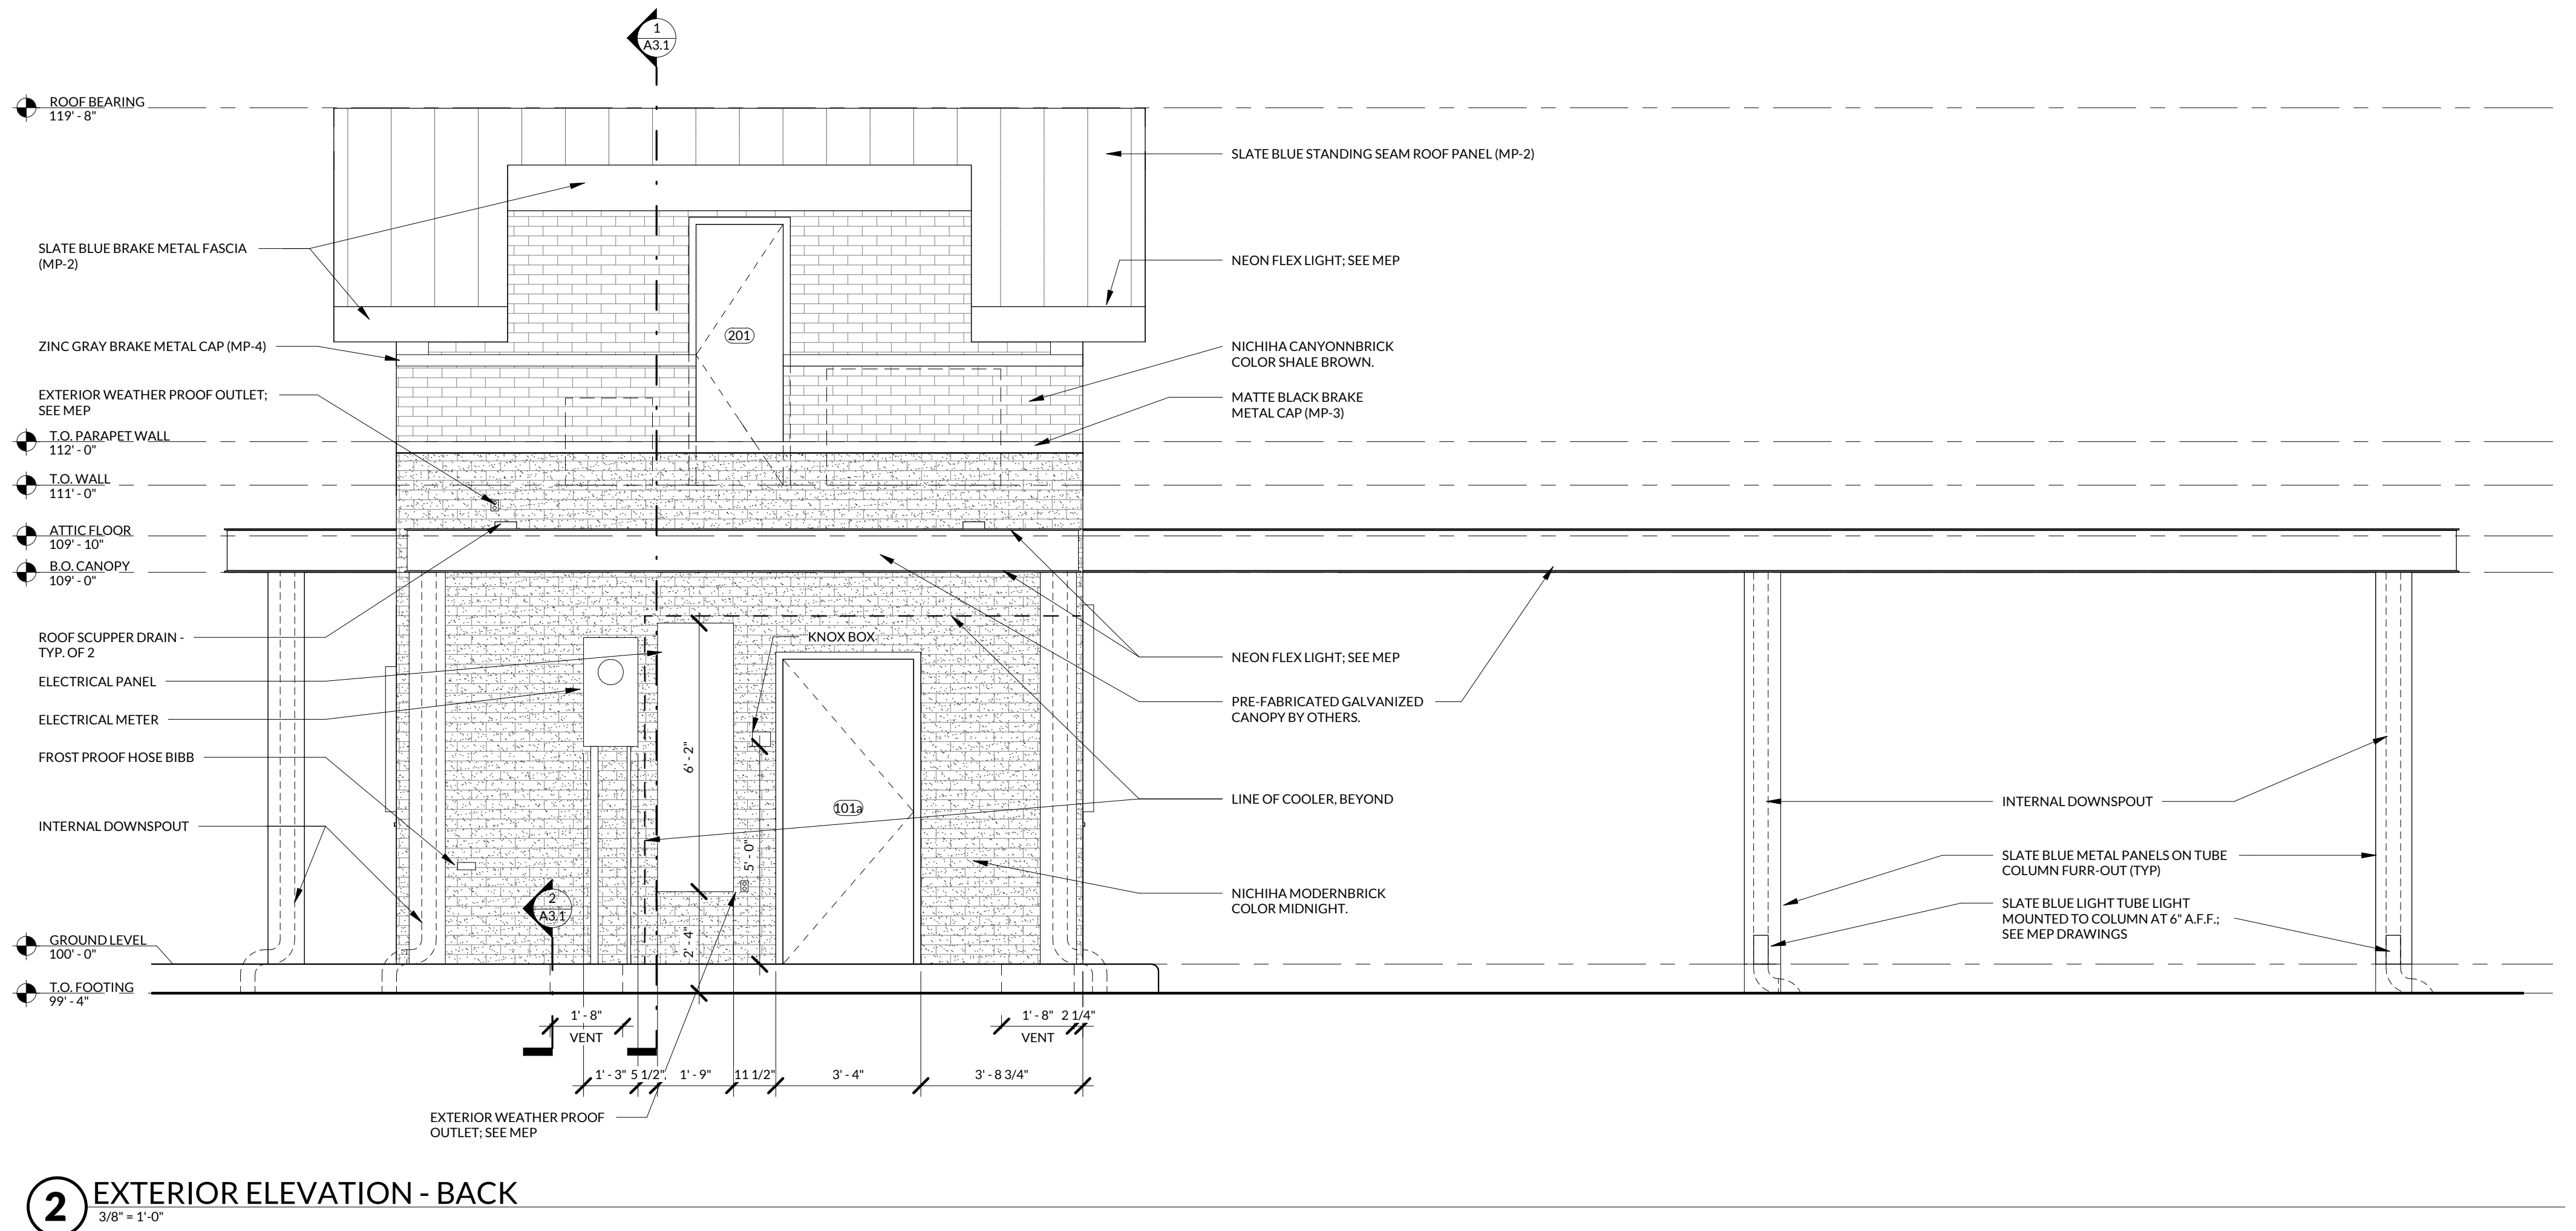 1
A3.1
ROOF BEARING
119' - 8"
SLATE BLUE STANDING SEAM ROOF PANEL (MP-2)
SLATE BLUE BRAKE METAL FASCIA
(MP-2)
NEON FLEX LIGHT; SEE MEP
201
ZINC GRAY BRAKE METAL CAP (MP-4)
NICHIHA CANYONNBRICK
COLOR SHALE BROWN.
EXTERIOR WEATHER PROOF OUTLET;
SEE MEP
MATTE BLACK BRAKE
METAL CAP (MP-3)
T.O. PARAPET WALL
112' - 0"
T.O. WALL
111' - 0"
ATTIC FLOOR
109' - 10"
B.O. CANOPY
109' - 0"
ROOF SCUPPER DRAIN -
TYP. OF 2
KNOX BOX
NEON FLEX LIGHT; SEE MEP
ELECTRICAL PANEL
PRE-FABRICATED GALVANIZED
CANOPY BY OTHERS.
ELECTRICAL METER
FROST PROOF HOSE BIBB
6' - 2"
LINE OF COOLER, BEYOND
INTERNAL DOWNSPOUT
101a
INTERNAL DOWNSPOUT
5' - 0"
SLATE BLUE METAL PANELS ON TUBE
COLUMN FURR-OUT (TYP)
NICHIHA MODERNBRICK
COLOR MIDNIGHT.
SLATE BLUE LIGHT TUBE LIGHT
MOUNTED TO COLUMN AT 6" A.F.F.;
SEE MEP DRAWINGS
2
A3.1
2' - 4"
GROUND LEVEL
100' - 0"
T.O. FOOTING
99' - 4"
1' - 8"
VENT
1' - 8" 2 1/4"
VENT
1' - 3" 5 1/2" 1' - 9" 11 1/2" 3' - 4" 3' - 8 3/4"
EXTERIOR WEATHER PROOF
OUTLET; SEE MEP
2 EXTERIOR ELEVATION - BACK
3/8" = 1'-0"